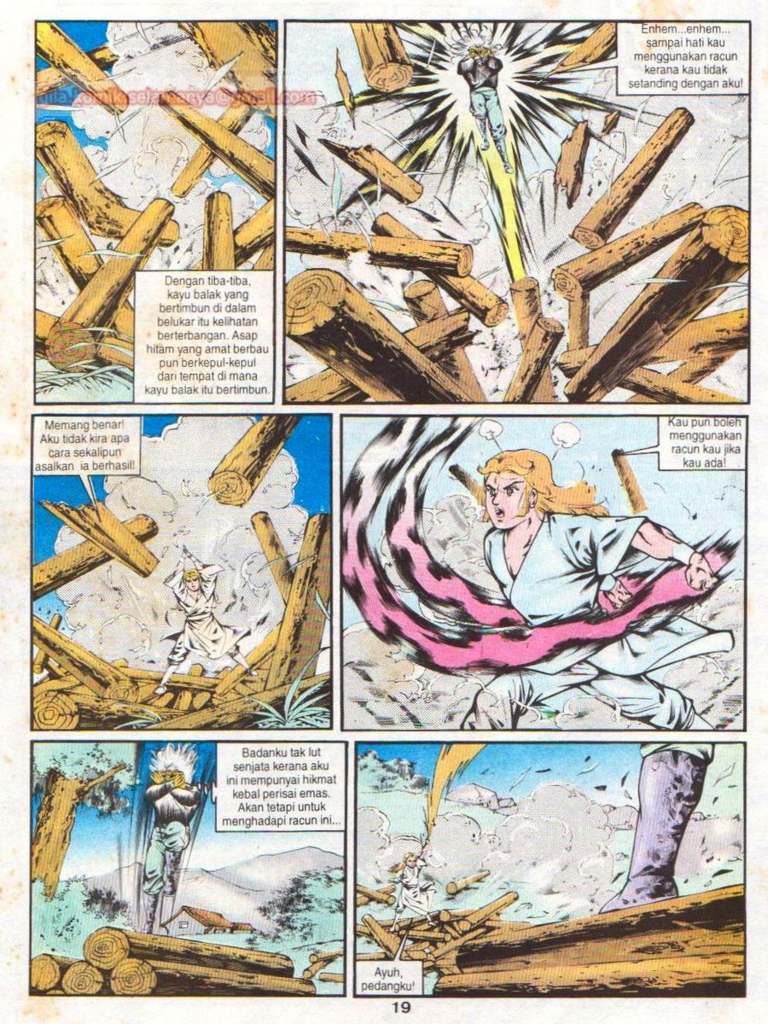 gila2komikselamanya@gmail.com
Dengan tiba-tiba,
kayu balak yang
bertimbun di dalam
belukar itu kelihatan
berterbangan. Asap
hitam yang amat berbau
pun berkepul-kepul
dari tempat di mana
kayu balak itu bertimbun.
Enhem...enhem...
sampai hati kau
menggunakan racun
kerana kau tidak
setanding dengan aku!
Memang benar!
Aku tidak kira apa
cara sekalipun
asalkan ia berhasil!
Kau pun boleh
menggunakan
racun kau jika
kau ada!
Badanku tak lut
senjata kerana aku
ini mempunyai hikmat
kebal perisai emas.
Akan tetapi untuk
menghadapi racun ini...
Ayuh,
pedangku!
19